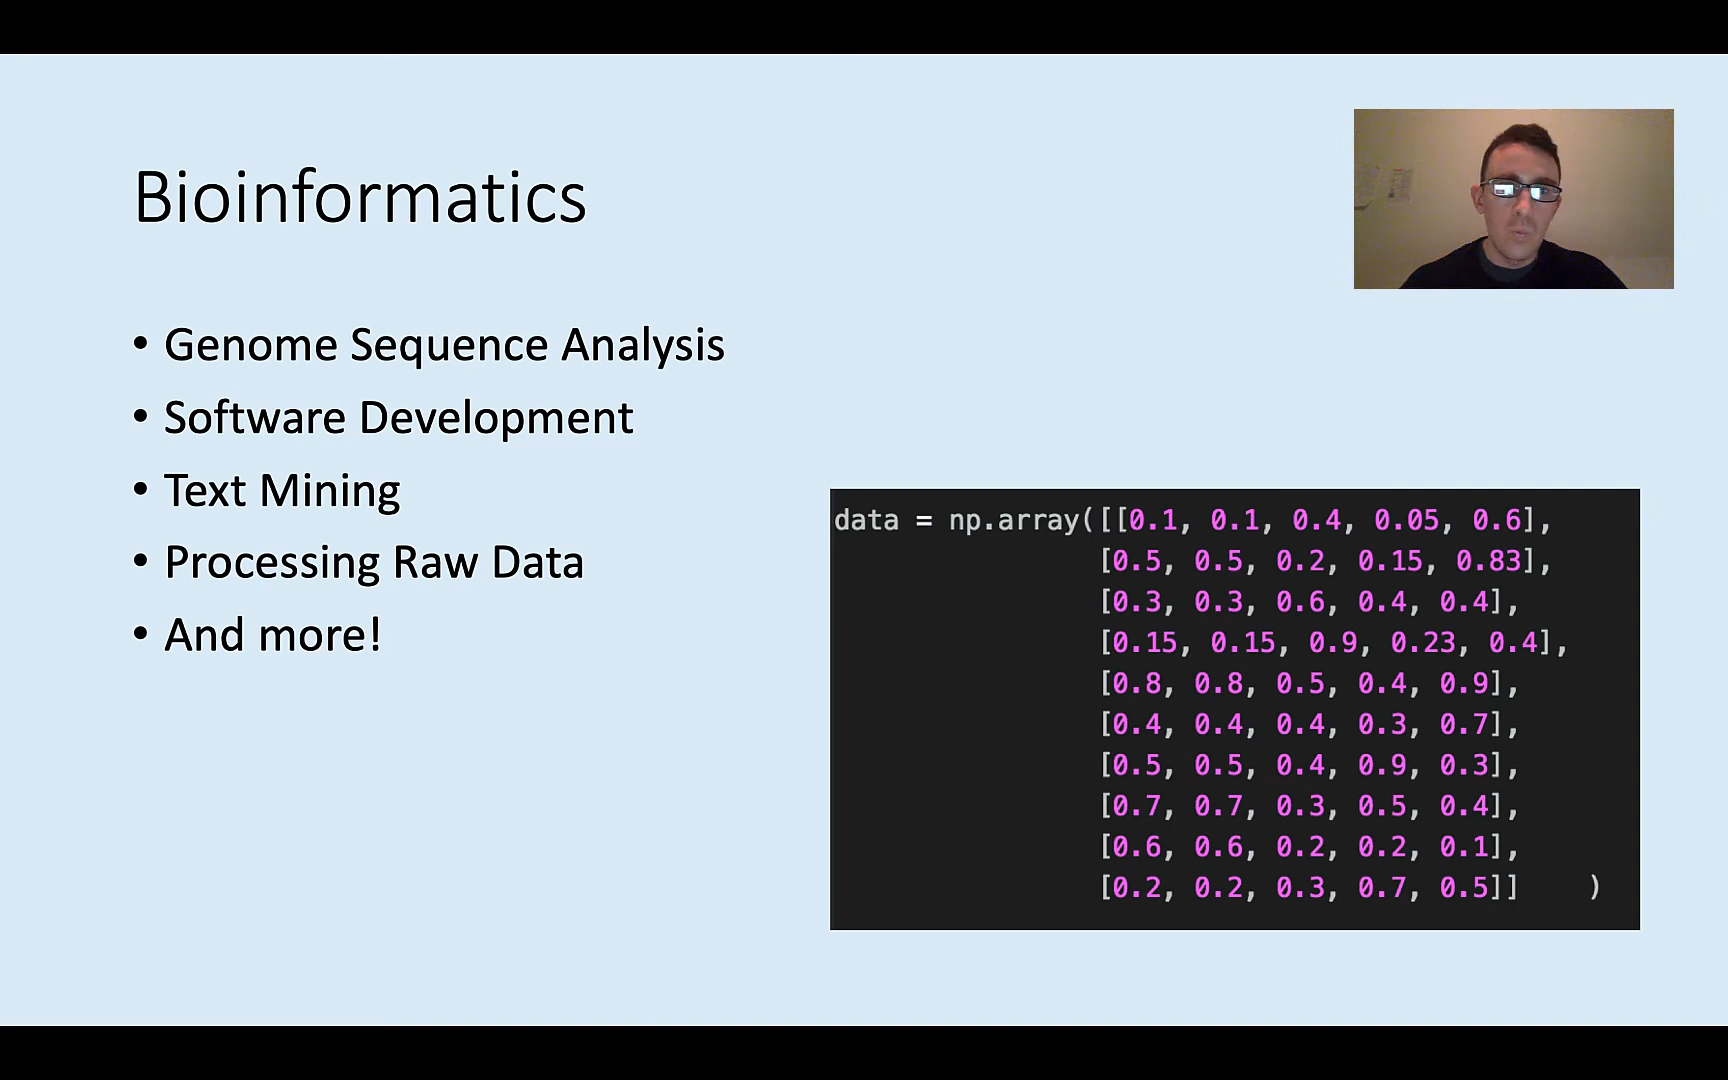 Bioinformatics
• Genome Sequence Analysis
• Software Development
• Text Mining
• Processing Raw Data
• And more!
data = np.array([[0.1, 0.1, 0.4, 0.05, 0.6],
[0.5, 0.5, 0.2, 0.15, 0.83],
[0.3, 0.3, 0.6, 0.4, 0.4],
[0.15, 0.15, 0.9, 0.23, 0.4],
[0.8, 0.8, 0.5, 0.4, 0.9],
[0.4, 0.4, 0.4, 0.3, 0.7],
[0.5, 0.5, 0.4, 0.9, 0.3],
[0.7, 0.7, 0.3, 0.5, 0.4],
[0.6, 0.6, 0.2, 0.2, 0.1],
[0.2, 0.2, 0.3, 0.7, 0.5]] )